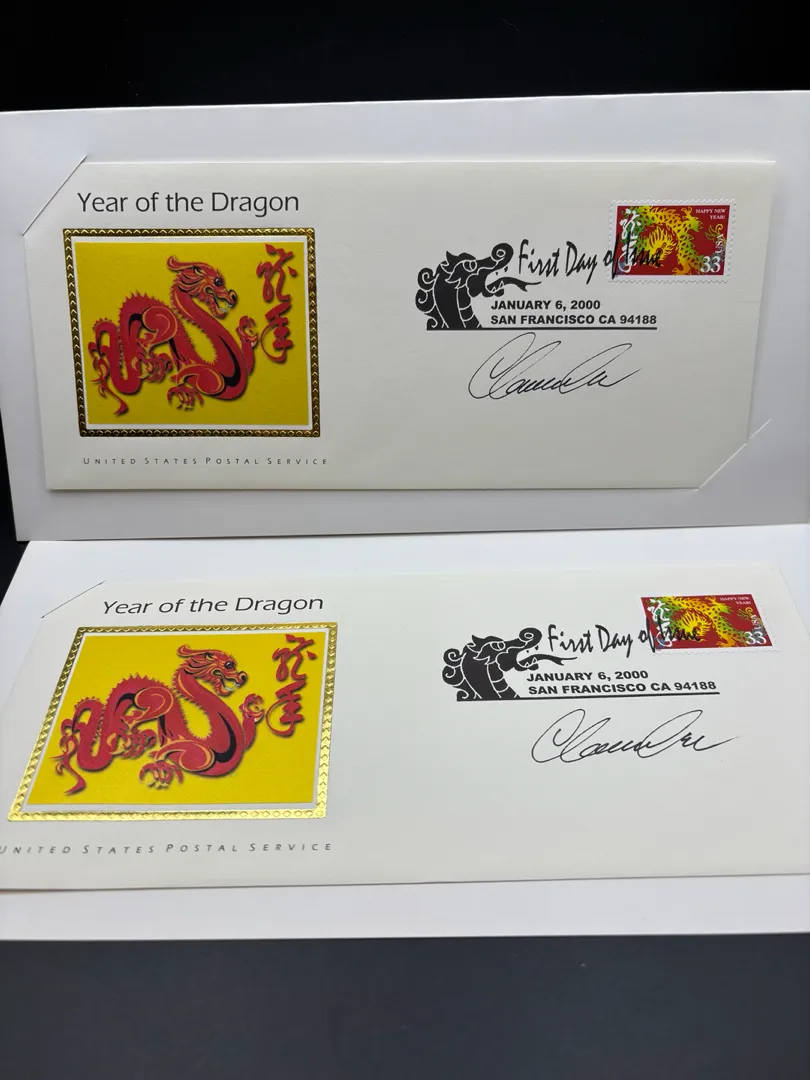 Year of the Dragon
龍年
HAPPY NEW
YEAR!
USA
33
First Day of Issue
JANUARY 6, 2000
SAN FRANCISCO CA 94188
UNITED STATES POSTAL SERVICE
Year of the Dragon
龍年
HAPPY NEW
YEAR!
USA
33
First Day of Issue
JANUARY 6, 2000
SAN FRANCISCO CA 94188
UNITED STATES POSTAL SERVICE